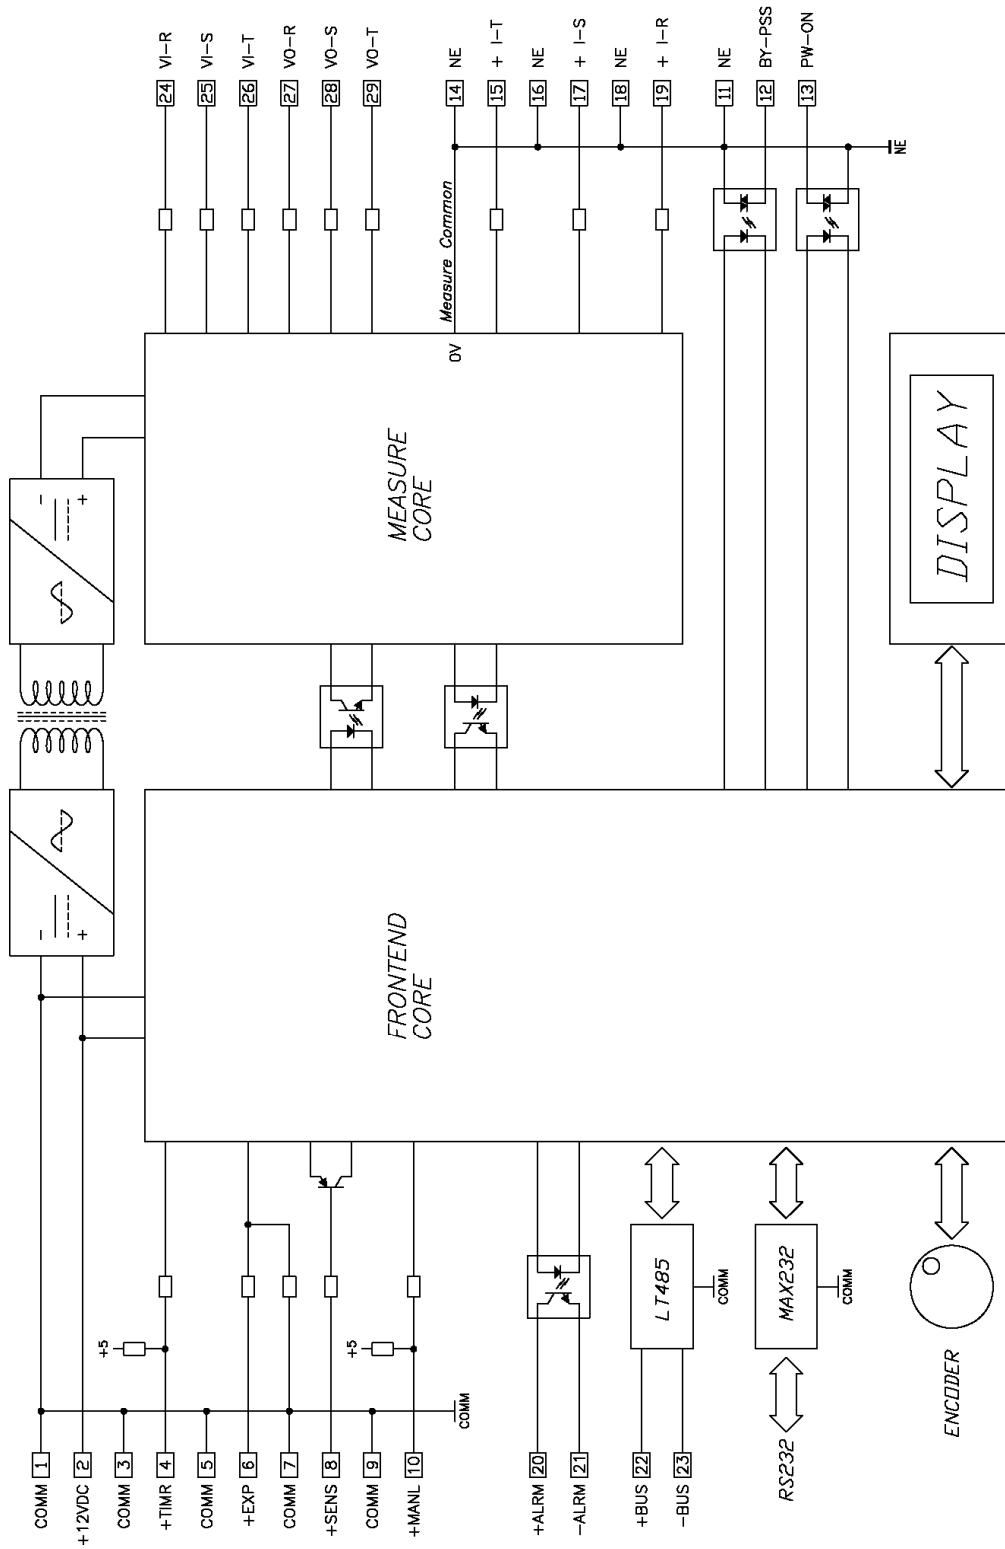 COMM 1
+12VDC 2
COMM 3
+TIMR 4
COMM 5
+EXP 6
COMM 7
+SENS 8
COMM 9
+MANL 10
+ALRM 20
-ALRM 21
+BUS 22
-BUS 23
RS232
ENCODER
COMM
+5
+5
LT485
COMM
MAX232
COMM
- +
FRONTEND
CORE
- +
MEASURE
CORE
0V
Measure Common
DISPLAY
NE
24 VI-R
25 VI-S
26 VI-T
27 VO-R
28 VO-S
29 VO-T
14 NE
15 + I-T
16 NE
17 + I-S
18 NE
19 + I-R
11 NE
12 BY-PSS
13 PW-ON